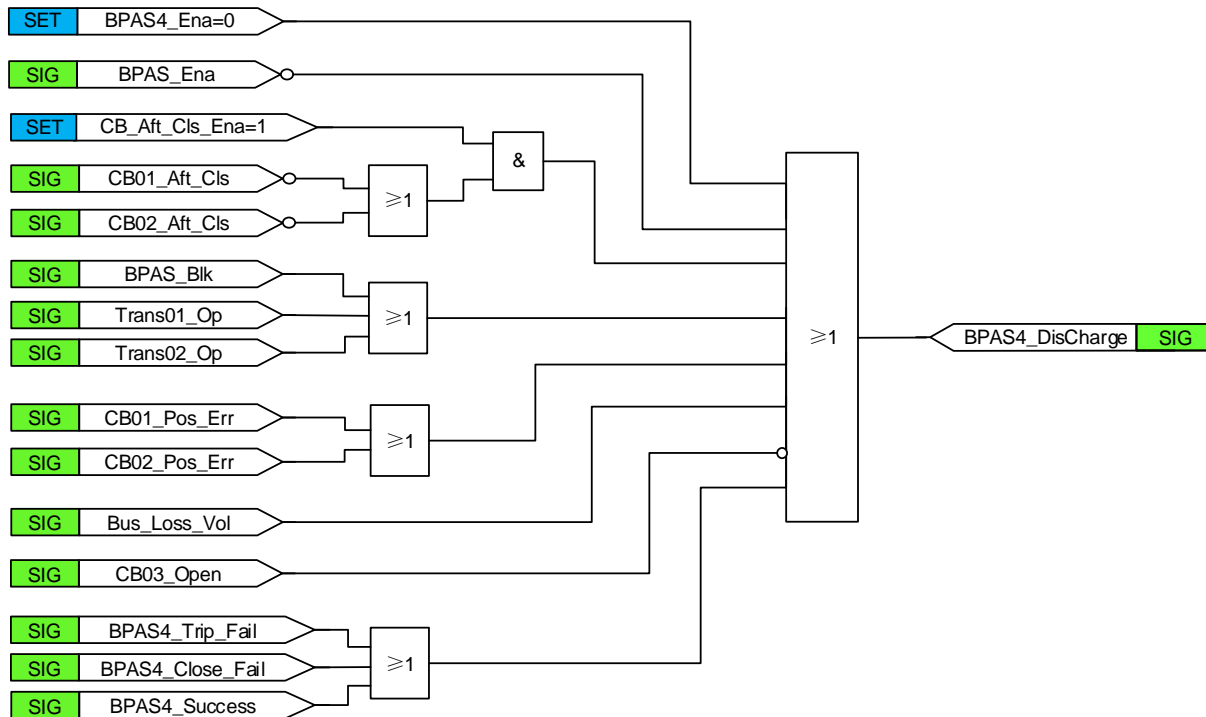 SET BPAS4_Ena=0
SIG BPAS_Ena
SET CB_Aft_Cls_Ena=1
&
SIG CB01_Aft_Cls
≥1
SIG CB02_Aft_Cls
SIG BPAS_Blk
SIG Trans01_Op
≥1
SIG Trans02_Op
≥1
BPAS4_DisCharge SIG
SIG CB01_Pos_Err
≥1
SIG CB02_Pos_Err
SIG Bus_Loss_Vol
SIG CB03_Open
SIG BPAS4_Trip_Fail
SIG BPAS4_Close_Fail
≥1
SIG BPAS4_Success